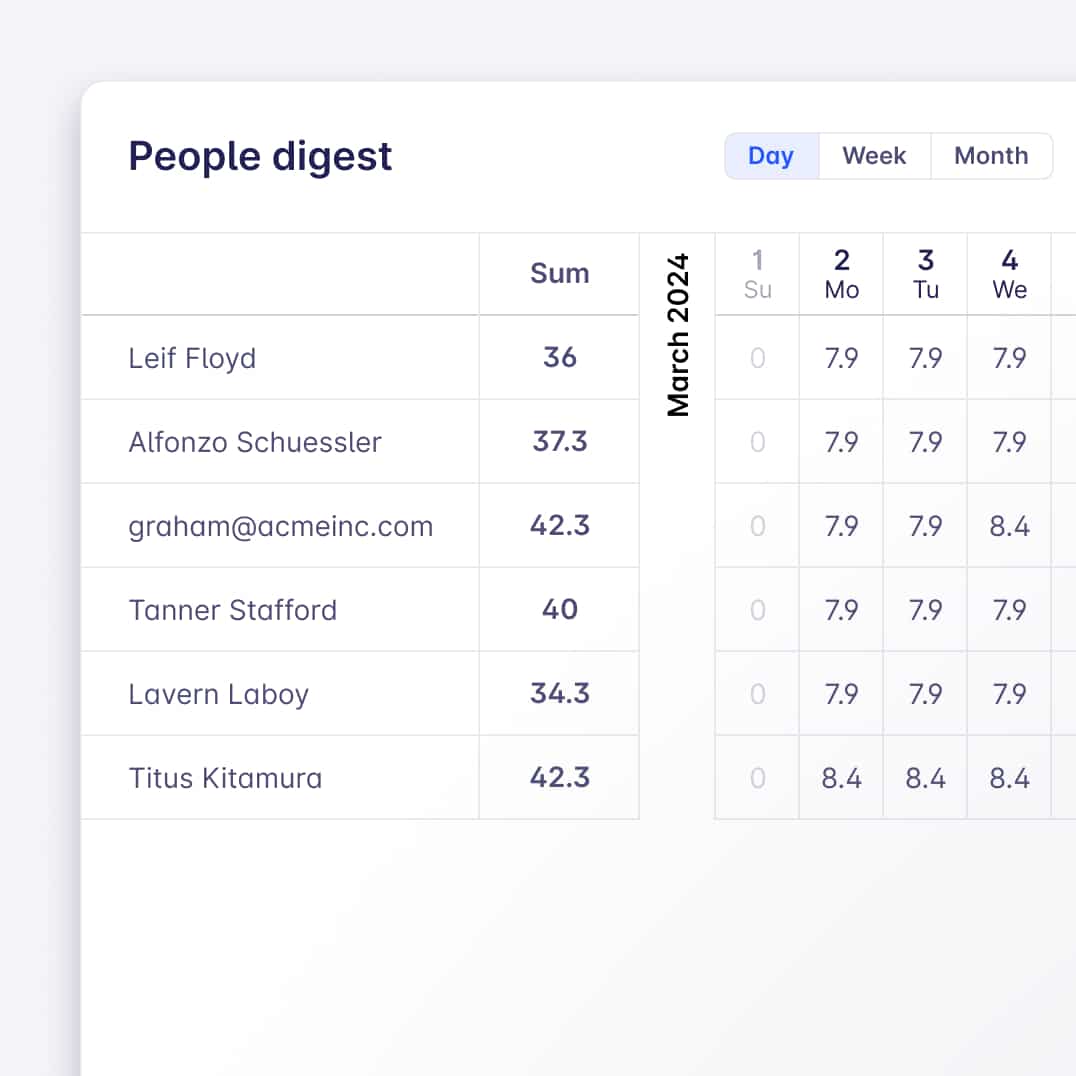 People digest
Day Week Month
Sum
March 2024
1 2 3 4
Su Mo Tu We
Leif Floyd 36 0 7.9 7.9 7.9
Alfonzo Schuessler 37.3 0 7.9 7.9 7.9
graham@acmeinc.com 42.3 0 7.9 7.9 8.4
Tanner Stafford 40 0 7.9 7.9 7.9
Lavern Laboy 34.3 0 7.9 7.9 7.9
Titus Kitamura 42.3 0 8.4 8.4 8.4